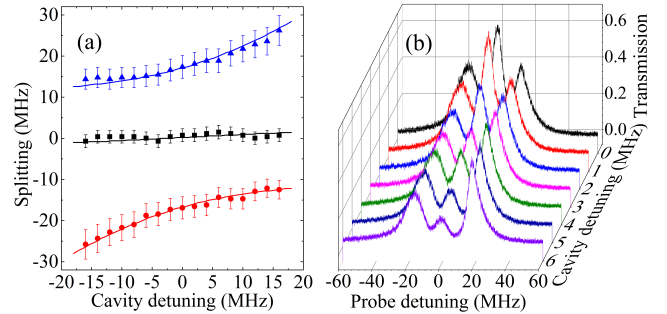 (a)
30
20
10
0
-10
-20
-30
Splitting (MHz)
-20 -15 -10 -5 0 5 10 15 20
Cavity detuning (MHz)
(b)
0.6
0.4
0.2
0.0
Transmission
0
1
2
3
4
5
6
Cavity detuning (MHz)
-60 -40 -20 0 20 40 60
Probe detuning (MHz)